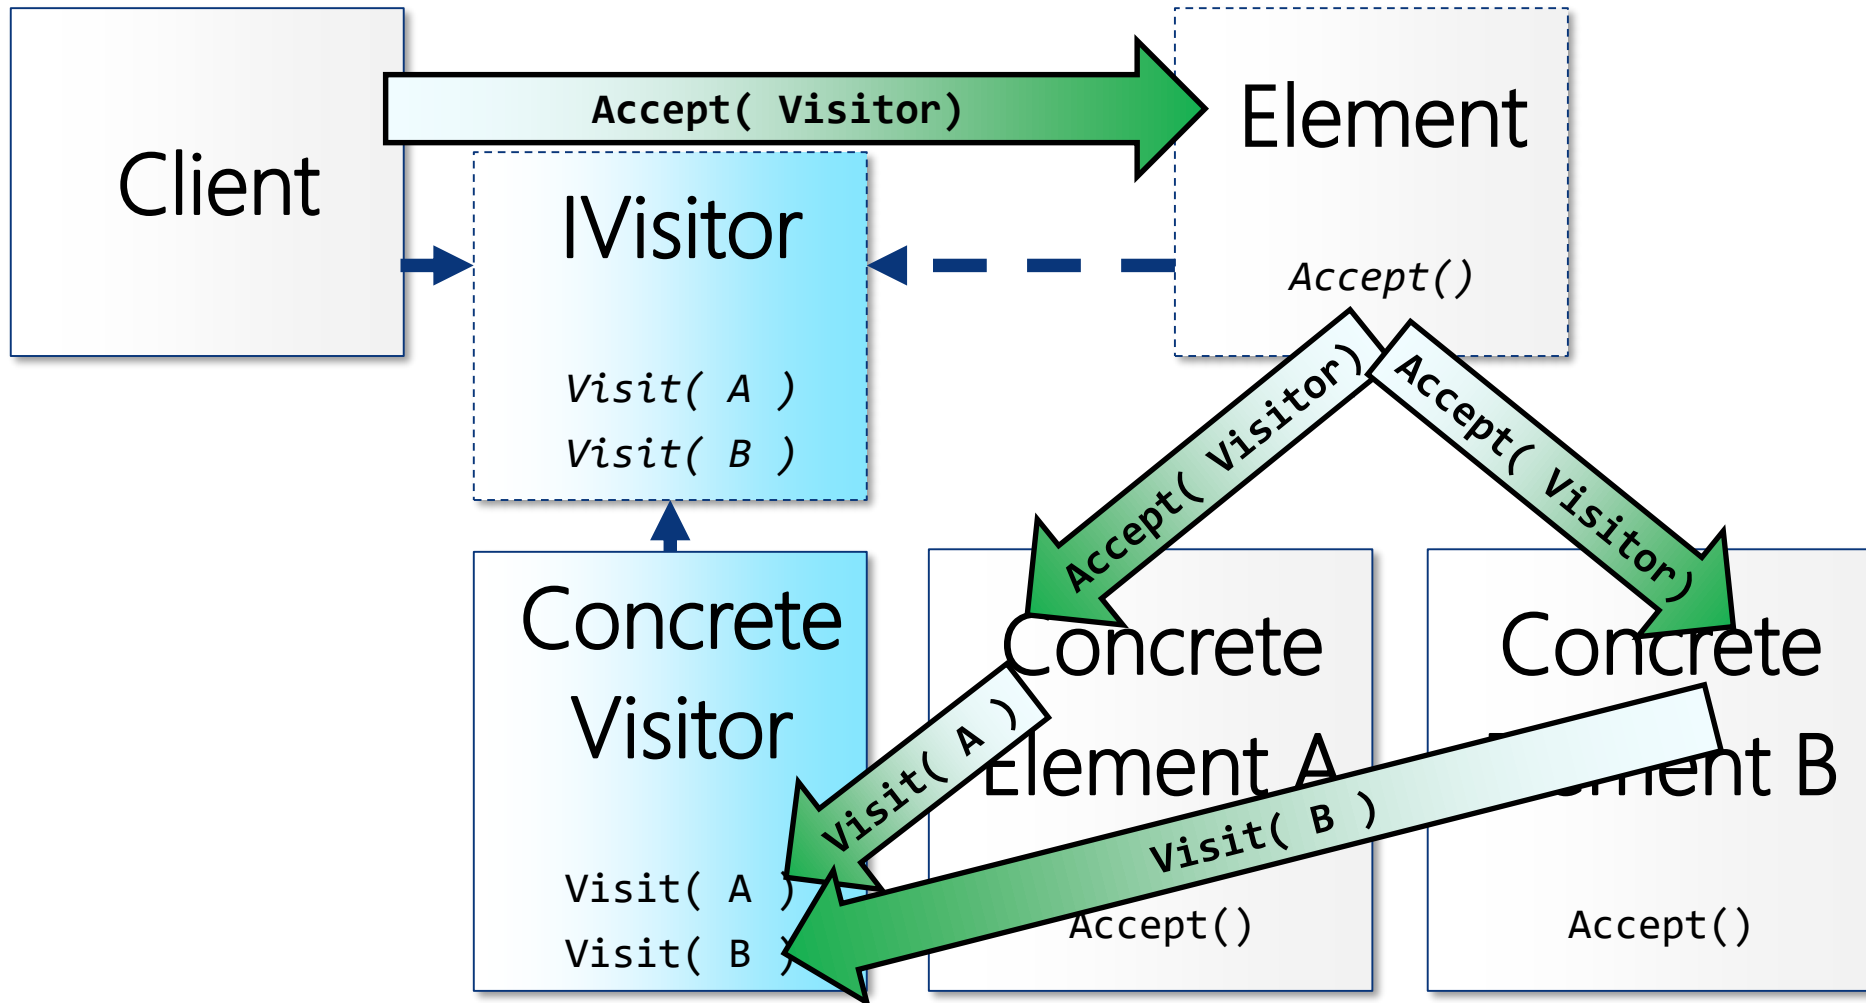 Client
Accept( Visitor)
Element
Accept()
IVisitor
Visit( A )
Visit( B )
Accept( Visitor)
Accept( Visitor)
Concrete
Visitor
Visit( A )
Visit( B )
Concrete
Element A
Accept()
Concrete
Element B
Accept()
Visit( A )
Visit( B )